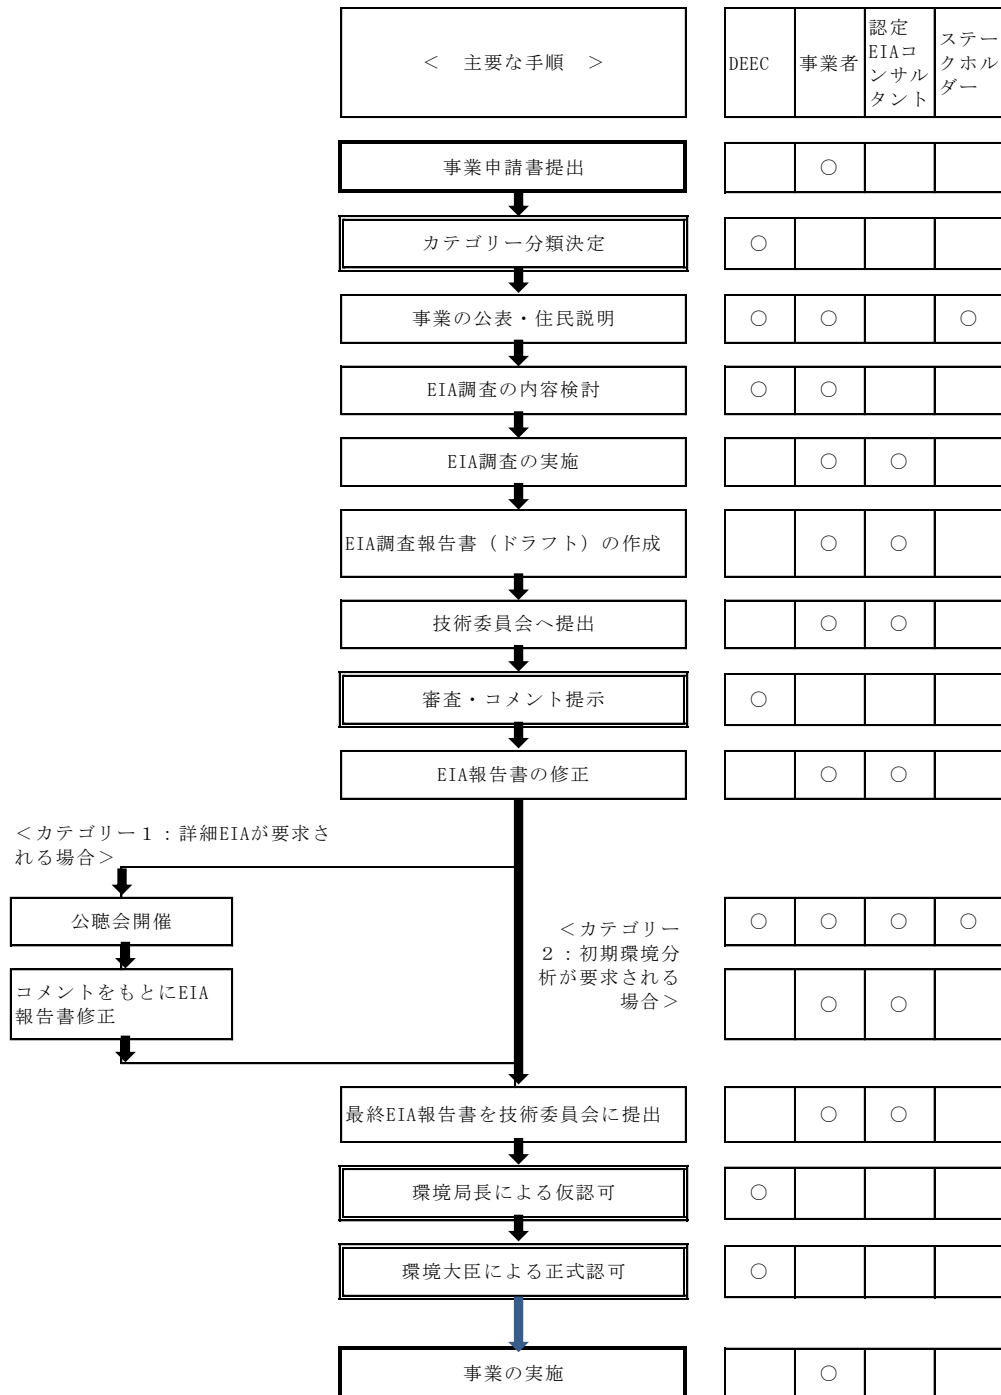 < 主要な手順 >
DEEC
事業者
認定
EIAコ
ンサル
タント
ステー
クホル
ダー
事業申請書提出
○
カテゴリー分類決定
○
事業の公表・住民説明
○ ○ ○
EIA調査の内容検討
○ ○
EIA調査の実施
○ ○
EIA調査報告書(ドラフト)の作成
○ ○
技術委員会へ提出
○ ○
審査・コメント提示
○
EIA報告書の修正
○ ○
<カテゴリー1:詳細EIAが要求さ
れる場合>
公聴会開催
○ ○ ○ ○
<カテゴリー
2:初期環境分
析が要求される
場合>
コメントをもとにEIA
報告書修正
○ ○
最終EIA報告書を技術委員会に提出
○ ○
環境局長による仮認可
○
環境大臣による正式認可
○
事業の実施
○